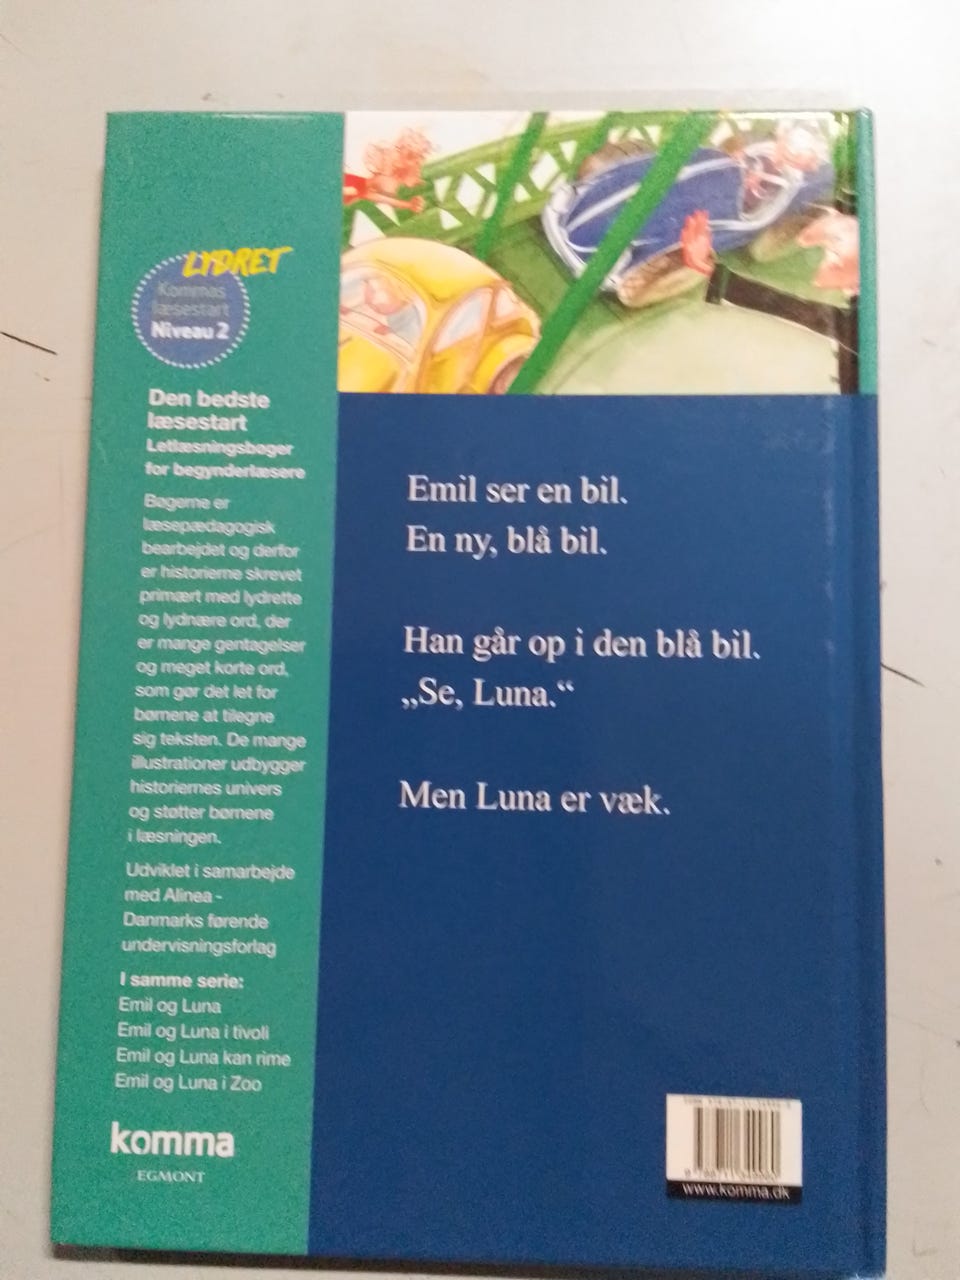 LYDRET
Kommas
læsestart
Niveau 2
Den bedste
læsestart
Letlæsningsbøger
for begynderlæsere
Bøgerne er
læsepædagogisk
bearbejdet og derfor
er historierne skrevet
primært med lydrette
og lydnære ord, der
er mange gentagelser
og meget korte ord,
som gør det let for
børnene at tilegne
sig teksten. De mange
illustrationer udbygger
historiernes univers
og støtter børnene
i læsningen.
Udviklet i samarbejde
med Alinea -
Danmarks førende
undervisningsforlag
I samme serie:
Emil og Luna
Emil og Luna i tivoli
Emil og Luna kan rime
Emil og Luna i Zoo
komma
EGMONT
Emil ser en bil.
En ny, blå bil.
Han går op i den blå bil.
„Se, Luna.“
Men Luna er væk.
www.komma.dk